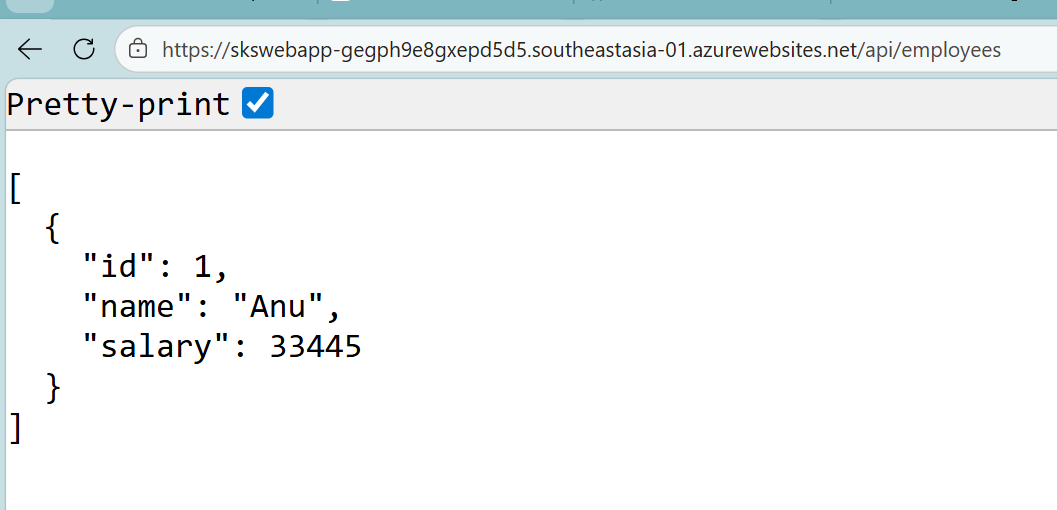 https://skswebapp-gegph9e8gxepd5d5.southeastasia-01.azurewebsites.net/api/employees
Pretty-print
[
  {
    "id": 1,
    "name": "Anu",
    "salary": 33445
  }
]